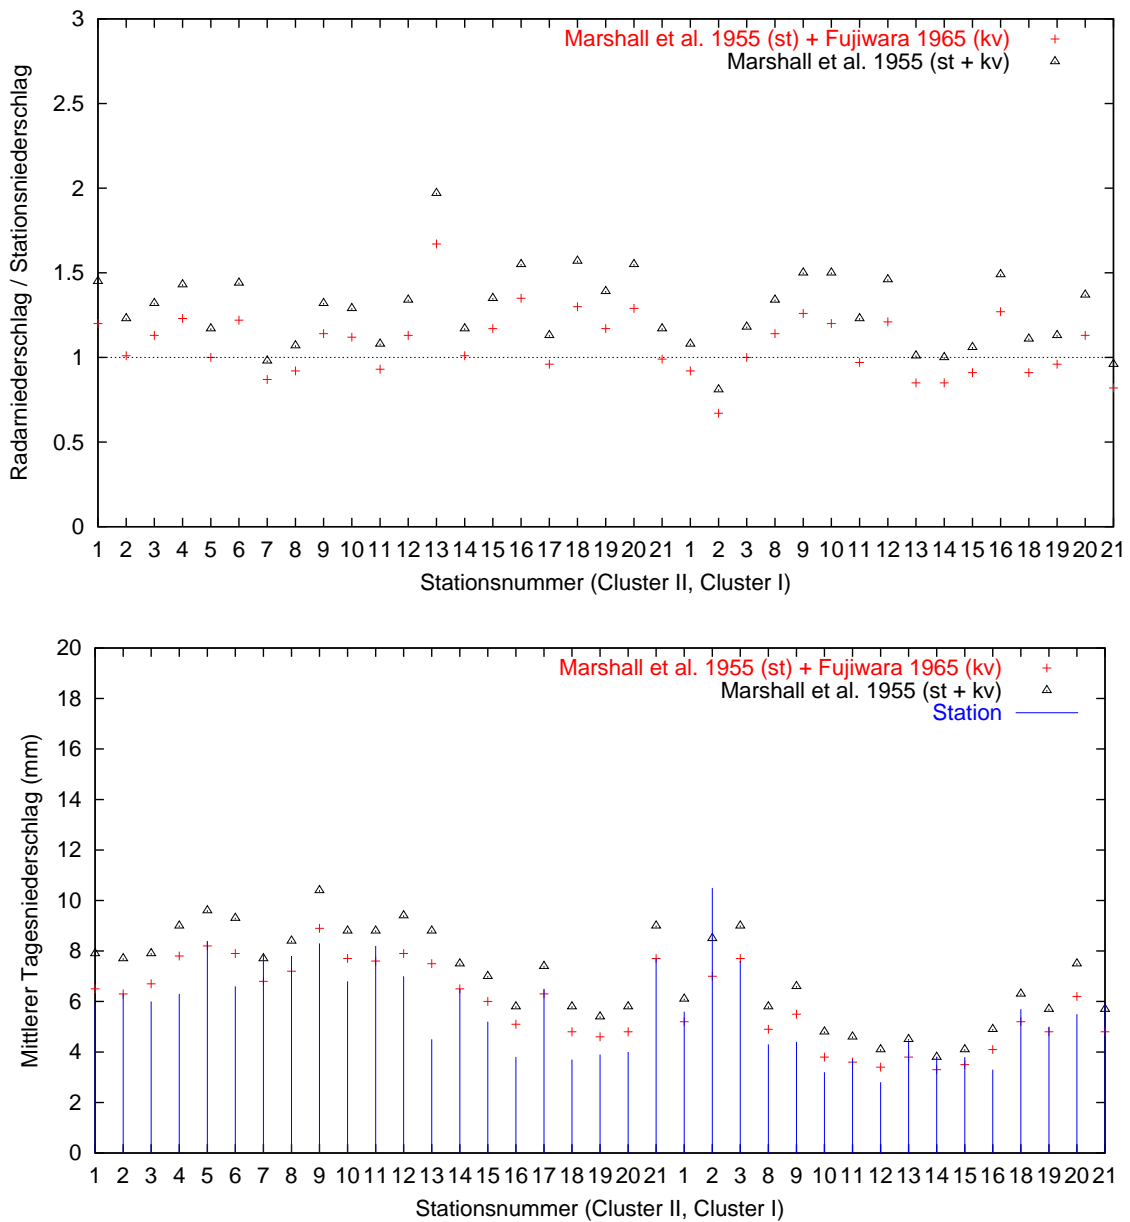 Marshall et al. 1955 (st) + Fujiwara 1965 (kv)
Marshall et al. 1955 (st + kv)
Radarniederschlag / Stationsniederschlag
3
2.5
2
1.5
1
0.5
0
1 2 3 4 5 6 7 8 9 10 11 12 13 14 15 16 17 18 19 20 21 1 2 3 8 9 10 11 12 13 14 15 16 18 19 20 21
Stationsnummer (Cluster II, Cluster I)
Marshall et al. 1955 (st) + Fujiwara 1965 (kv)
Marshall et al. 1955 (st + kv)
Station
Mittlerer Tagesniederschlag (mm)
20
18
16
14
12
10
8
6
4
2
0
1 2 3 4 5 6 7 8 9 10 11 12 13 14 15 16 17 18 19 20 21 1 2 3 8 9 10 11 12 13 14 15 16 18 19 20 21
Stationsnummer (Cluster II, Cluster I)